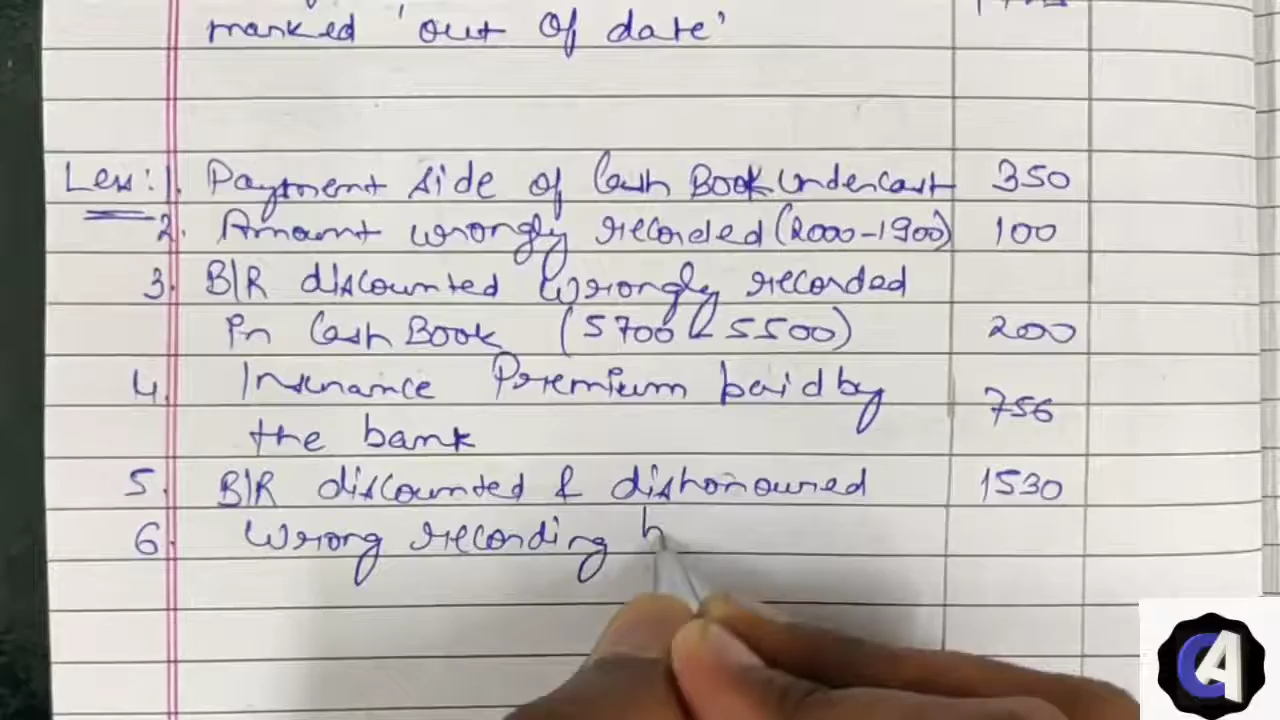 marked 'out of date'
Less: 1. Payment side of Cash Book Undercast 350
2. Amount wrongly recorded (2000-1900) 100
3. B/R discounted wrongly recorded
in Cash Book (5700 - 5500) 200
4. Insurance Premium paid by
the bank 756
5. B/R discounted & dishonoured 1530
6. Wrong recording b
CA